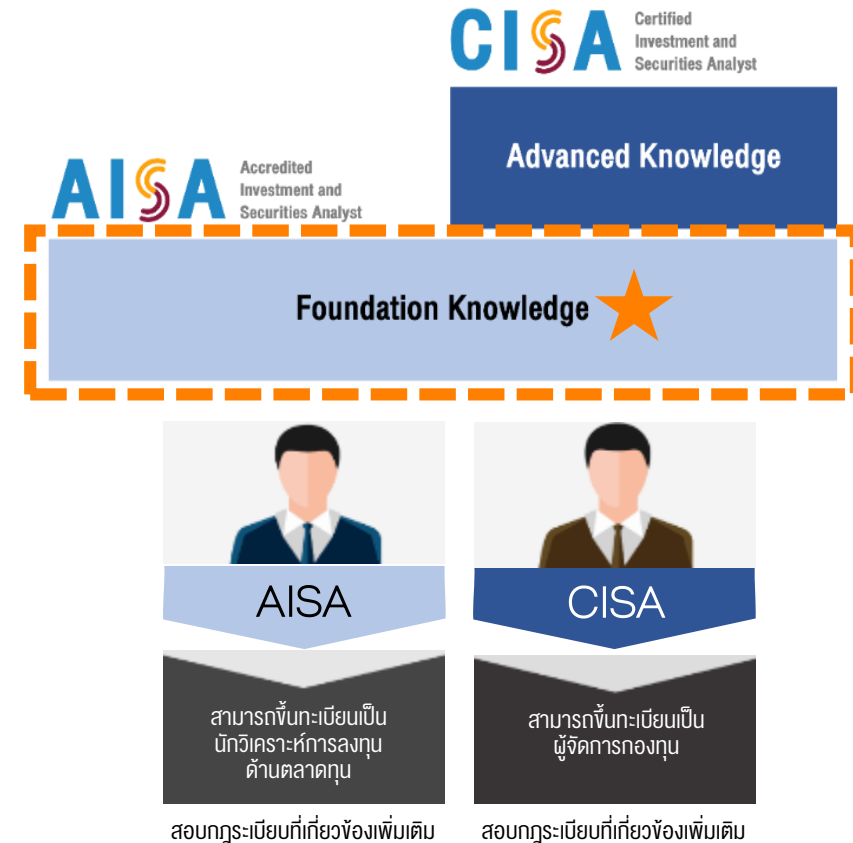 CISA
Certified
Investment and
Securities Analyst
Advanced Knowledge
AISA
Accredited
Investment and
Securities Analyst
Foundation Knowledge
AISA
สามารถขึ้นทะเบียนเป็น
นักวิเคราะห์การลงทุน
ด้านตลาดทุน
สอบกฎระเบียบที่เกี่ยวข้องเพิ่มเติม
CISA
สามารถขึ้นทะเบียนเป็น
ผู้จัดการกองทุน
สอบกฎระเบียบที่เกี่ยวข้องเพิ่มเติม